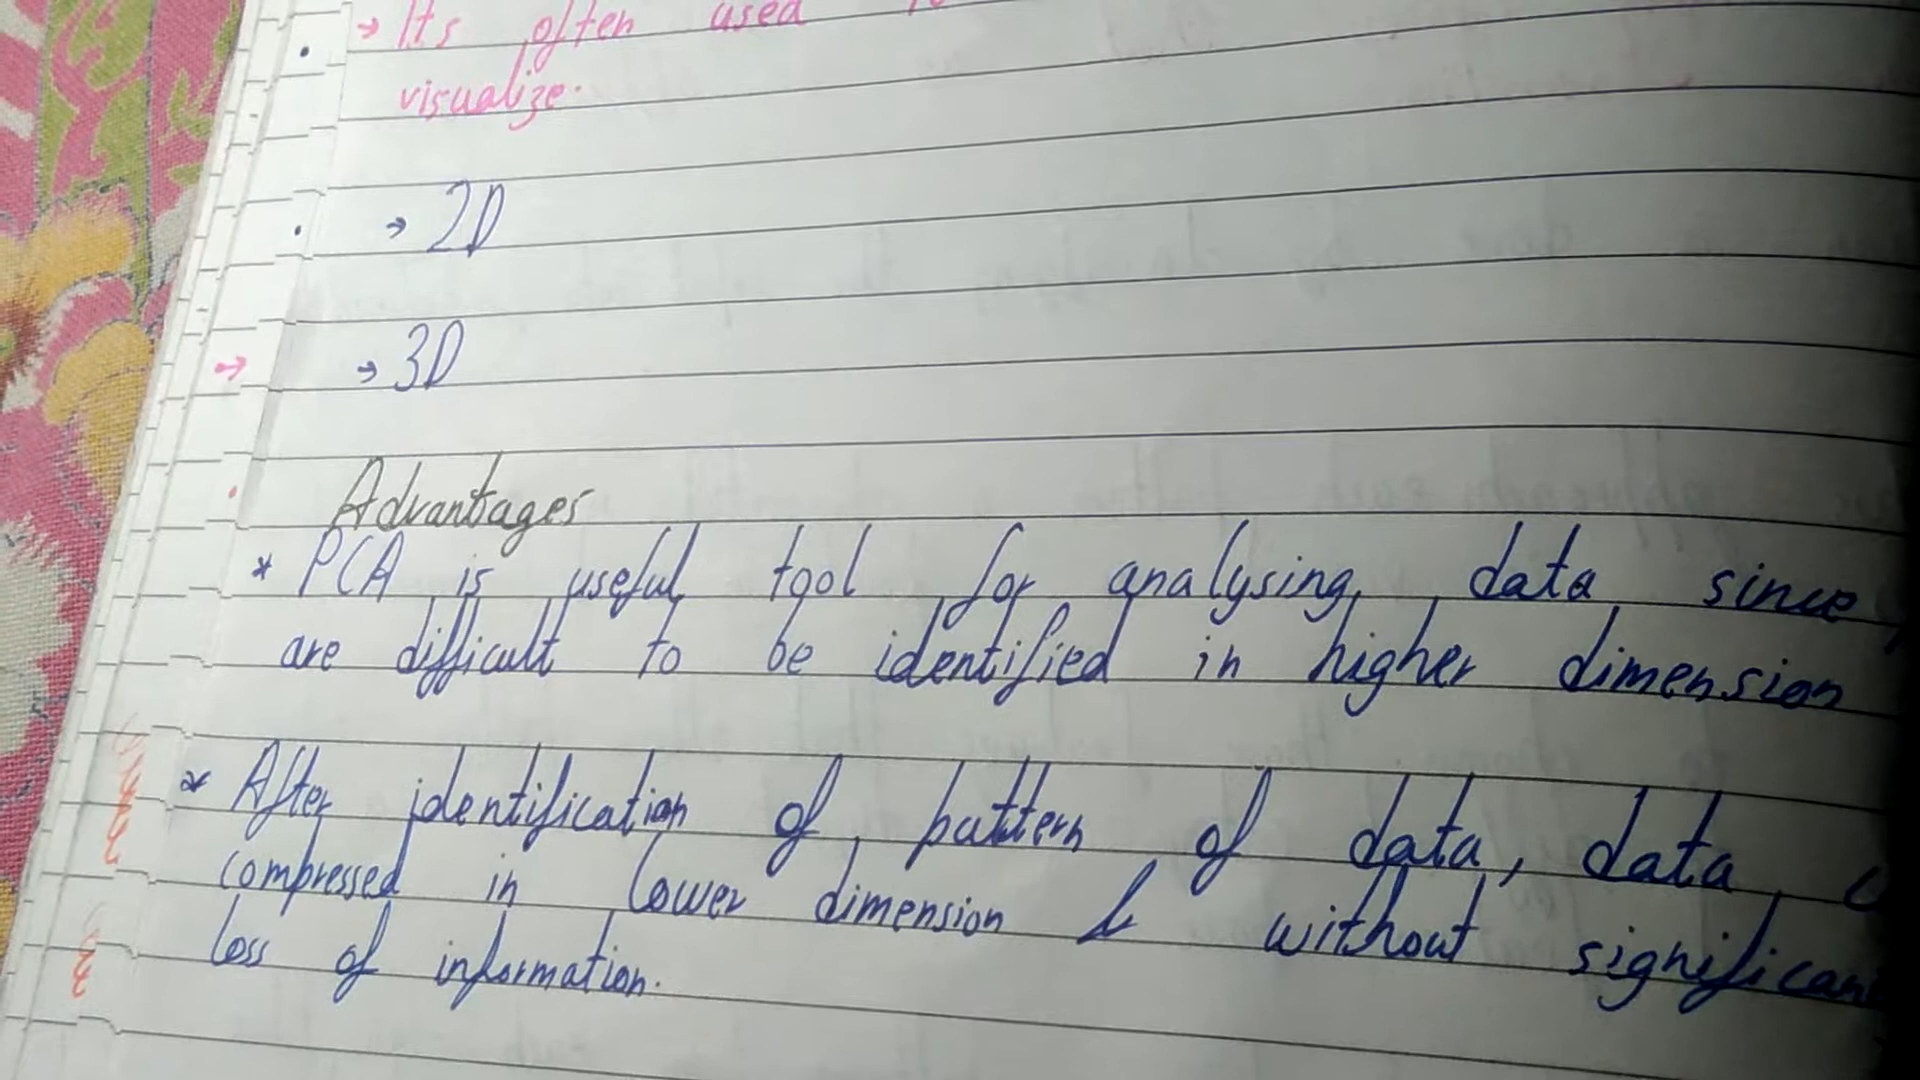 → Its often used
visualize.
→ 2D
→ 3D
Advantages
* PCA is useful tool for analysing data since
are difficult to be identified in higher dimension
* After identification of pattern of data, data
compressed in lower dimension & without significan
loss of information.